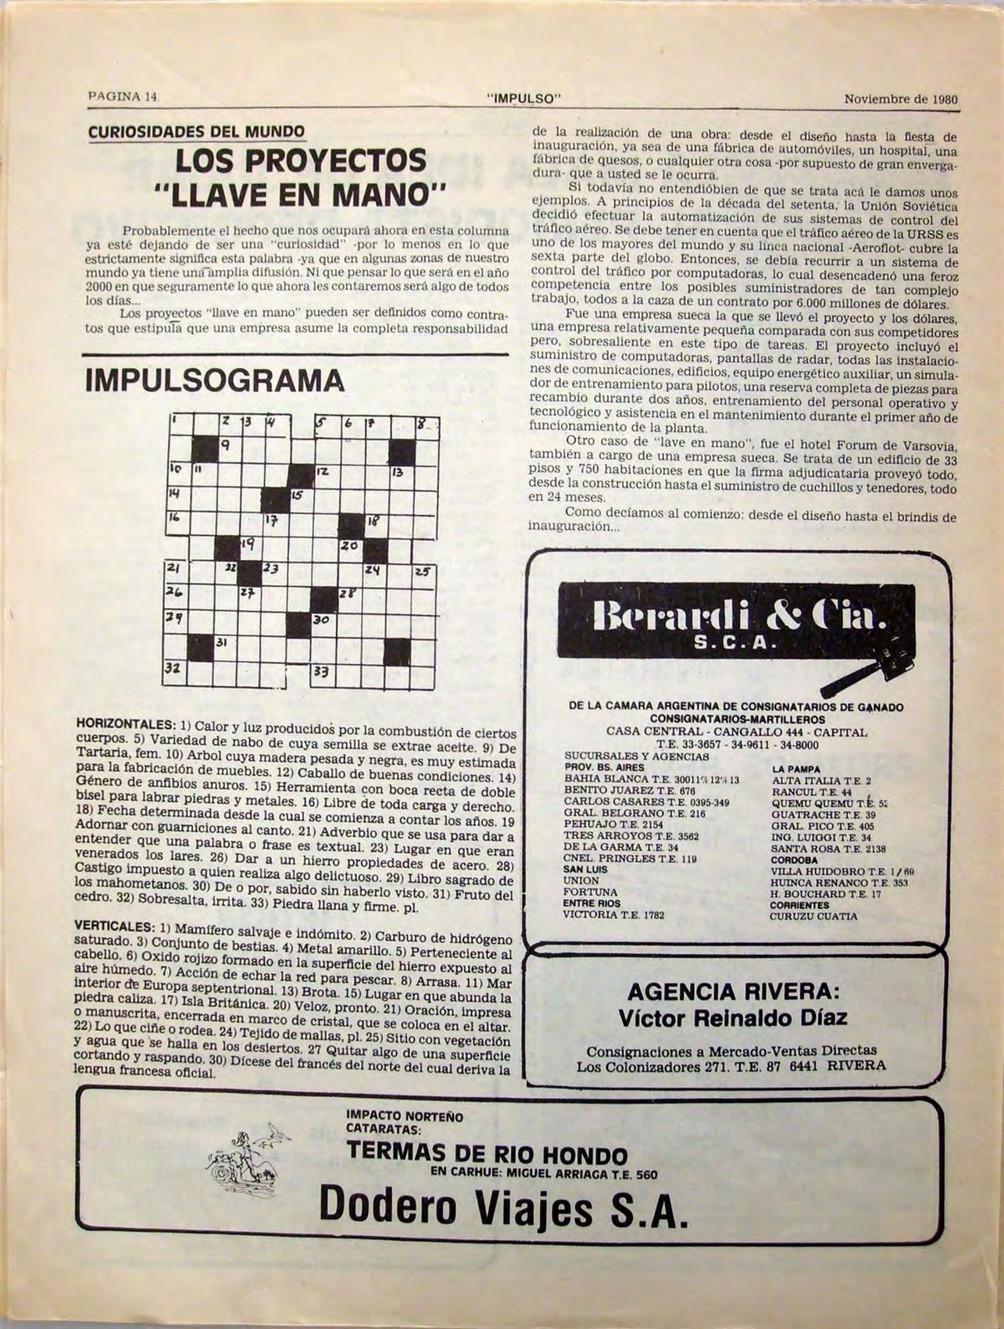 PAGINA 14
"IMPULSO"
Noviembre de 1980
CURIOSIDADES DEL MUNDO
LOS PROYECTOS
"LLAVE EN MANO"
Probablemente el hecho que nos ocupará ahora en esta columna
ya esté dejando de ser una "curiosidad" -por lo menos en lo que
estrictamente significa esta palabra -ya que en algunas zonas de nuestro
mundo ya tiene una amplia difusión. Ni que pensar lo que será en el año
2000 en que seguramente lo que ahora les contaremos será algo de todos
los días...
Los proyectos "llave en mano" pueden ser definidos como contra-
tos que estipula que una empresa asume la completa responsabilidad
de la realización de una obra: desde el diseño hasta la fiesta de
inauguración, ya sea de una fábrica de automóviles, un hospital, una
fábrica de quesos, o cualquier otra cosa -por supuesto de gran enverga-
dura- que a usted se le ocurra.
Si todavía no entendióbien de que se trata acá le damos unos
ejemplos. A principios de la década del setenta, la Unión Soviética
decidió efectuar la automatización de sus sistemas de control del
tráfico aéreo. Se debe tener en cuenta que el tráfico aéreo de la URSS es
uno de los mayores del mundo y su línea nacional -Aeroflot- cubre la
sexta parte del globo. Entonces, se debía recurrir a un sistema de
control del tráfico por computadoras, lo cual desencadenó una feroz
competencia entre los posibles suministradores de tan complejo
trabajo, todos a la caza de un contrato por 6.000 millones de dólares.
Fue una empresa sueca la que se llevó el proyecto y los dólares,
una empresa relativamente pequeña comparada con sus competidores
pero, sobresaliente en este tipo de tareas. El proyecto incluyó el
suministro de computadoras, pantallas de radar, todas las instalacio-
nes de comunicaciones, edificios, equipo energético auxiliar, un simula-
dor de entrenamiento para pilotos, una reserva completa de piezas para
recambio durante dos años, entrenamiento del personal operativo y
tecnológico y asistencia en el mantenimiento durante el primer año de
funcionamiento de la planta.
Otro caso de "lave en mano", fue el hotel Forum de Varsovia,
también a cargo de una empresa sueca. Se trata de un edificio de 33
pisos y 750 habitaciones en que la firma adjudicataria proveyó todo,
desde la construcción hasta el suministro de cuchillos y tenedores, todo
en 24 meses.
Como decíamos al comienzo: desde el diseño hasta el brindis de
inauguración...
IMPULSOGRAMA
1 2 3 4 5 6 7 8
9
10 11 12 13
14 15
16 17 18
19 20
21 22 23 24 25
26 27 28
29 30
31
32 33
HORIZONTALES: 1) Calor y luz producidos por la combustión de ciertos
cuerpos. 5) Variedad de nabo de cuya semilla se extrae aceite. 9) De
Tartaria, fem. 10) Arbol cuya madera pesada y negra, es muy estimada
para la fabricación de muebles. 12) Caballo de buenas condiciones. 14)
Género de anfibios anuros. 15) Herramienta con boca recta de doble
bisel para labrar piedras y metales. 16) Libre de toda carga y derecho.
18) Fecha determinada desde la cual se comienza a contar los años. 19
Adornar con guarniciones al canto. 21) Adverbio que se usa para dar a
entender que una palabra o frase es textual. 23) Lugar en que eran
venerados los lares. 26) Dar a un hierro propiedades de acero. 28)
Castigo impuesto a quien realiza algo delictuoso. 29) Libro sagrado de
los mahometanos. 30) De o por, sabido sin haberlo visto. 31) Fruto del
cedro. 32) Sobresalta, irrita. 33) Piedra llana y firme. pl.
VERTICALES: 1) Mamífero salvaje e indómito. 2) Carburo de hidrógeno
saturado. 3) Conjunto de bestias. 4) Metal amarillo. 5) Perteneciente al
cabello. 6) Oxido rojizo formado en la superficie del hierro expuesto al
aire húmedo. 7) Acción de echar la red para pescar. 8) Arrasa. 11) Mar
interior de Europa septentrional. 13) Brota. 15) Lugar en que abunda la
piedra caliza. 17) Isla Británica. 20) Veloz, pronto. 21) Oración, impresa
o manuscrita, encerrada en marco de cristal, que se coloca en el altar.
22) Lo que ciñe o rodea. 24) Tejido de mallas, pl. 25) Sitio con vegetación
y agua que se halla en los desiertos. 27 Quitar algo de una superficie
cortando y raspando. 30) Dícese del francés del norte del cual deriva la
lengua francesa oficial.
Berardi & Cia.
S.C.A.
DE LA CAMARA ARGENTINA DE CONSIGNATARIOS DE GANADO
CONSIGNATARIOS-MARTILLEROS
CASA CENTRAL - CANGALLO 444 - CAPITAL
T.E. 33-3657 - 34-9611 - 34-8000
SUCURSALES Y AGENCIAS
PROV. BS. AIRES
BAHIA BLANCA T.E. 30011
BENITO JUAREZ T.E. 676
CARLOS CASARES T.E. 0395-349
GRAL. BELGRANO T.E. 216
PEHUAJO T.E. 2154
TRES ARROYOS T.E. 3562
DE LA GARMA T.E. 34
CNEL. PRINGLES T.E. 119
SAN LUIS
UNION
FORTUNA
ENTRE RIOS
VICTORIA T.E. 1782
LA PAMPA
ALTA ITALIA T.E. 2
RANCUL T.E. 44
QUEMU QUEMU T.E. 52
GUATRACHE T.E. 39
GRAL. PICO T.E. 405
ING. LUIGGI T.E. 34
SANTA ROSA T.E. 2138
CORDOBA
VILLA HUIDOBRO T.E. 1/69
HUINCA RENANCO T.E. 353
H. BOUCHARD T.E. 17
CORRIENTES
CURUZU CUATIA
AGENCIA RIVERA:
Víctor Reinaldo Díaz
Consignaciones a Mercado-Ventas Directas
Los Colonizadores 271. T.E. 87 6441 RIVERA
IMPACTO NORTEÑO
CATARATAS:
TERMAS DE RIO HONDO
EN CARHUE: MIGUEL ARRIAGA T.E. 560
Dodero Viajes S.A.